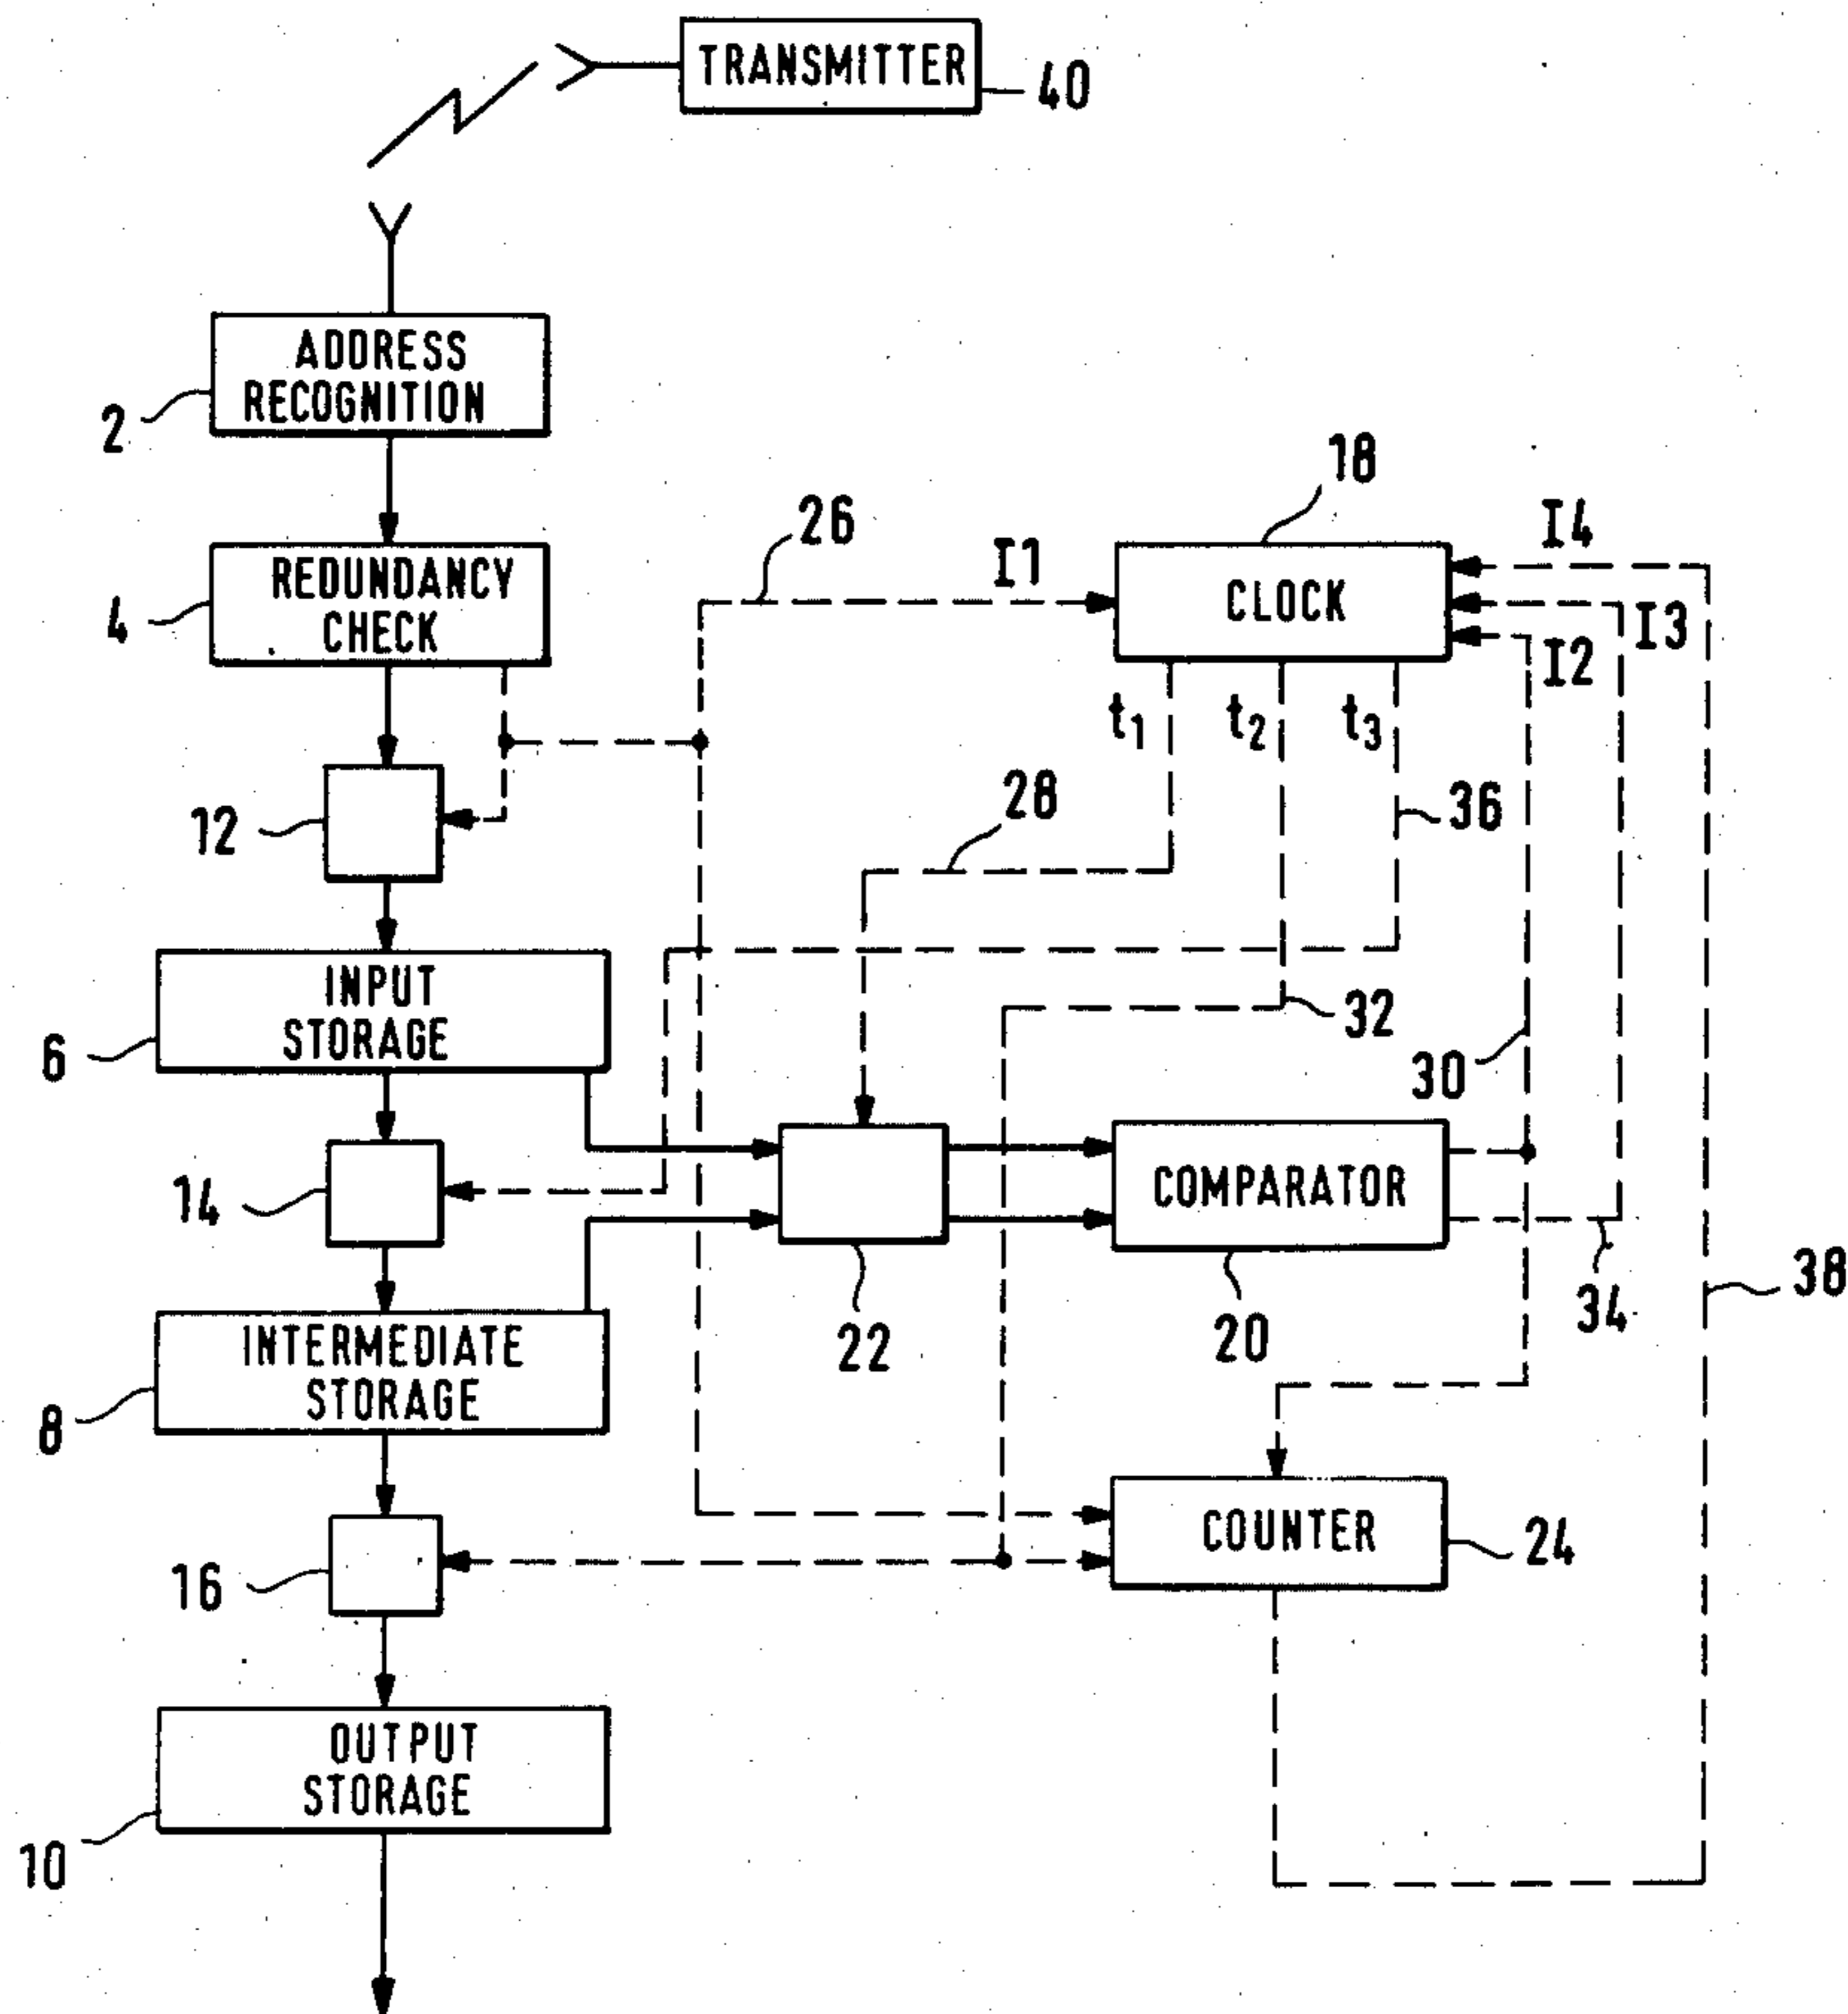 TRANSMITTER
40
ADDRESS
RECOGNITION
2
18
26
I4
I1
REDUNDANCY
CHECK
4
CLOCK
I3
I2
t1
t2
t3
28
36
12
INPUT
STORAGE
6
32
30
14
COMPARATOR
38
34
22
20
INTERMEDIATE
STORAGE
8
COUNTER
24
16
OUTPUT
STORAGE
10